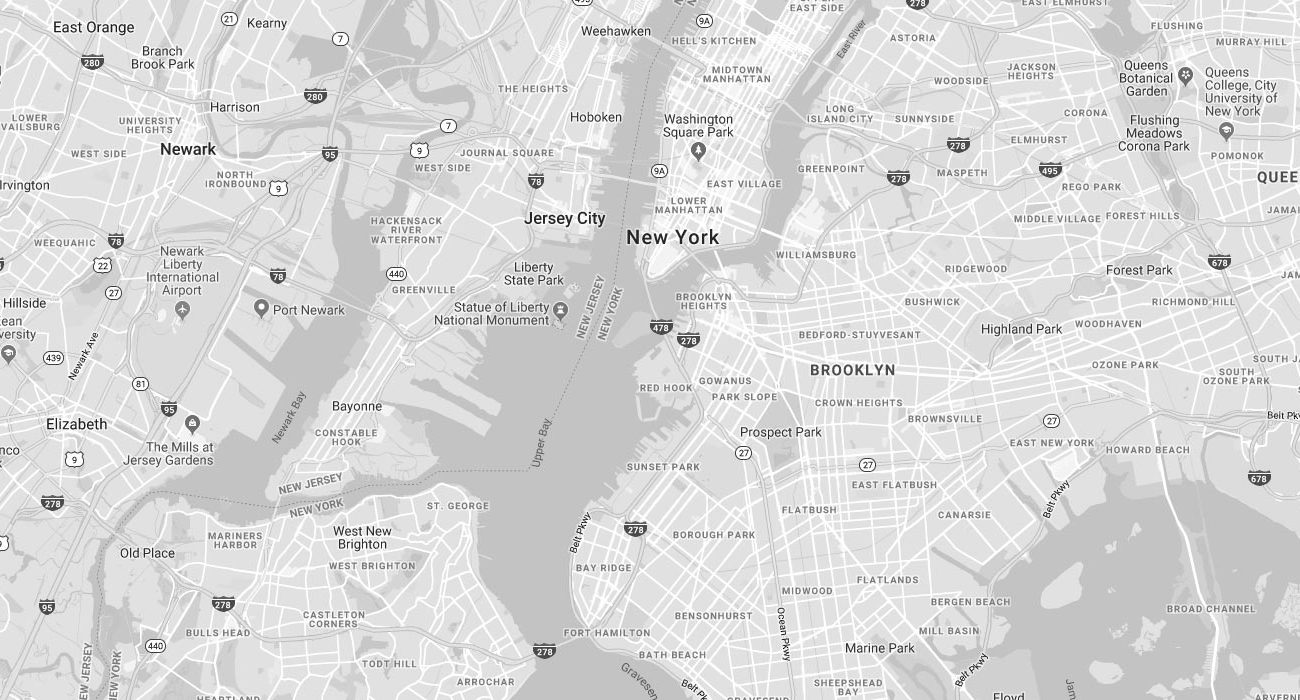 East Orange
21
Kearny
495
Weehawken
9A
UPPER
EAST SIDE
278
EAST ELMHURST
7
Branch
Brook Park
280
HELL'S KITCHEN
East River
ASTORIA
FLUSHING
MURRAY HILL
MIDTOWN
MANHATTAN
WOODSIDE
JACKSON
HEIGHTS
Queens
Botanical
Garden
Queens
College, City
University of
New York
280
THE HEIGHTS
Harrison
LOWER
VAILSBURG
UNIVERSITY
HEIGHTS
7
Hoboken
Washington
Square Park
LONG
ISLAND CITY
SUNNYSIDE
CORONA
Flushing
Meadows
Corona Park
Newark
WEST SIDE
95
9
JOURNAL SQUARE
WEST SIDE
278
ELMHURST
POMONOK
Irvington
NORTH
IRONBOUND
9
78
9A
EAST VILLAGE
GREENPOINT
278
MASPETH
495
REGO PARK
QUEE
LOWER
MANHATTAN
Jersey City
New York
MIDDLE VILLAGE
FOREST HILLS
JAMAI
HACKENSACK
RIVER
WATERFRONT
WEEQUAHIC
78
22
Newark
Liberty
International
Airport
78
440
GREENVILLE
Liberty
State Park
WILLIAMSBURG
RIDGEWOOD
Forest Park
678
JAM
27
Hillside
Port Newark
Statue of Liberty
National Monument
NEW JERSEY
NEW YORK
BROOKLYN
HEIGHTS
BUSHWICK
RICHMOND HILL
ean
versity
439
Newark Ave
478
278
BEDFORD-STUYVESANT
Highland Park
WOODHAVEN
OZONE PARK
SOUTH JA
BROOKLYN
SOUTH
OZONE PARK
81
95
Newark Bay
Bayonne
RED HOOK
GOWANUS
PARK SLOPE
CROWN HEIGHTS
BROWNSVILLE
27
Belt Pkw
Elizabeth
The Mills at
Jersey Gardens
CONSTABLE
HOOK
Upper Bay
Prospect Park
EAST NEW YORK
HOWARD BEACH
nco
9
27
27
SUNSET PARK
EAST FLATBUSH
678
NEW JERSEY
NEW YORK
278
ST. GEORGE
FLATBUSH
CANARSIE
Belt Pkwy
MARINERS
HARBOR
West New
Brighton
Belt Pkwy
278
BOROUGH PARK
9
Old Place
WEST BRIGHTON
BAY RIDGE
MIDWOOD
FLATLANDS
95
278
CASTLETON
CORNERS
BENSONHURST
Ocean Pkwy
BERGEN BEACH
BROAD CHANNEL
BULLS HEAD
440
FORT HAMILTON
MILL BASIN
NEW JERSEY
NEW YORK
278
BATH BEACH
Marine Park
TODT HILL
Gravesen
Belt Pkwy
ARROCHAR
Belt P
SHEEPSHEAD
BAY
HEARTLAND
GRAVESEND
Floyd
Jam
ARVERN